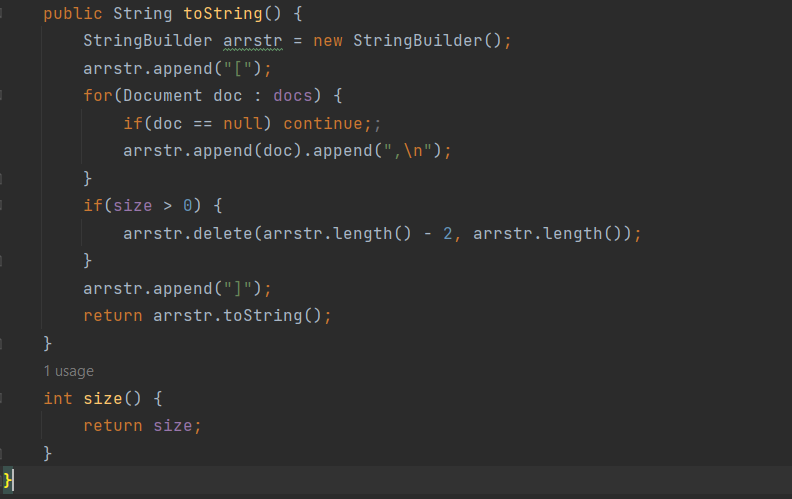 public String toString() {
    StringBuilder arrstr = new StringBuilder();
    arrstr.append("[");
    for(Document doc : docs) {
        if(doc == null) continue;;
        arrstr.append(doc).append(",\n");
    }
    if(size > 0) {
        arrstr.delete(arrstr.length() - 2, arrstr.length());
    }
    arrstr.append("]");
    return arrstr.toString();
}
1 usage
int size() {
    return size;
}
}